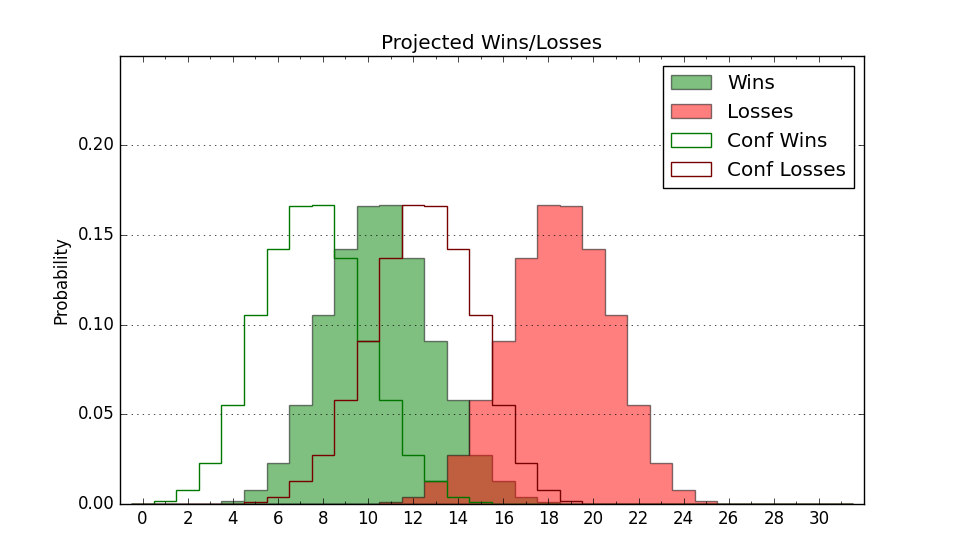 Projected Wins/Losses
Wins
Losses
Conf Wins
Conf Losses
Probability
0.20
0.15
0.10
0.05
0.00
0 2 4 6 8 10 12 14 16 18 20 22 24 26 28 30